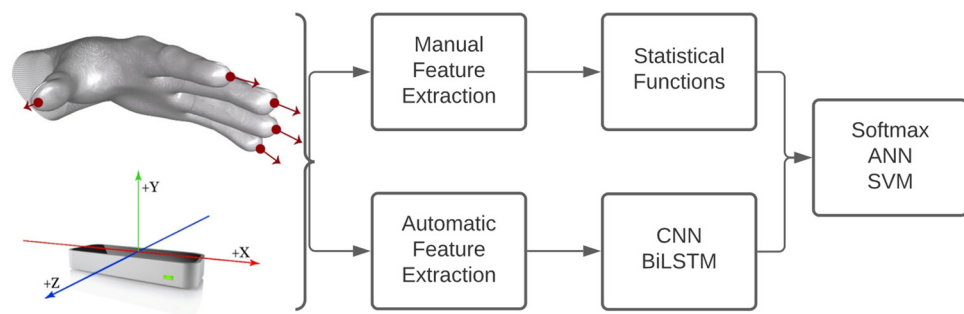 +Y
+X
+Z
Manual
Feature
Extraction
Statistical
Functions
Automatic
Feature
Extraction
CNN
BiLSTM
Softmax
ANN
SVM